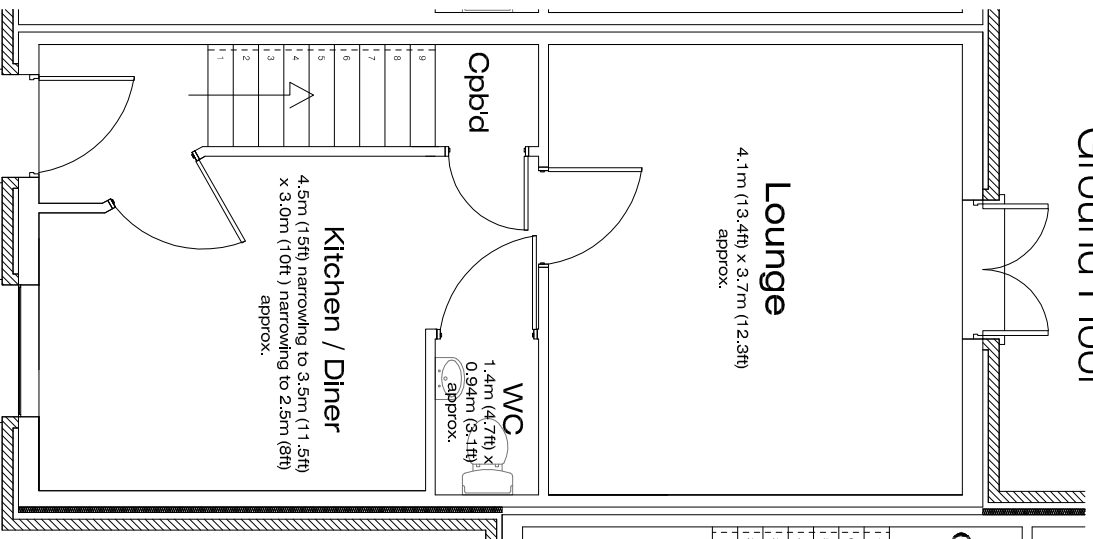 Ground Floor
Lounge
4.1m (13.4ft) x 3.7m (12.3ft)
approx.
Cpb'd
1
2
3
4
5
6
7
8
9
WC
1.4m (4.7ft) x
0.94m (3.1ft)
approx.
Kitchen / Diner
4.5m (15ft) narrowing to 3.5m (11.5ft)
x 3.0m (10ft ) narrowing to 2.5m (8ft)
approx.